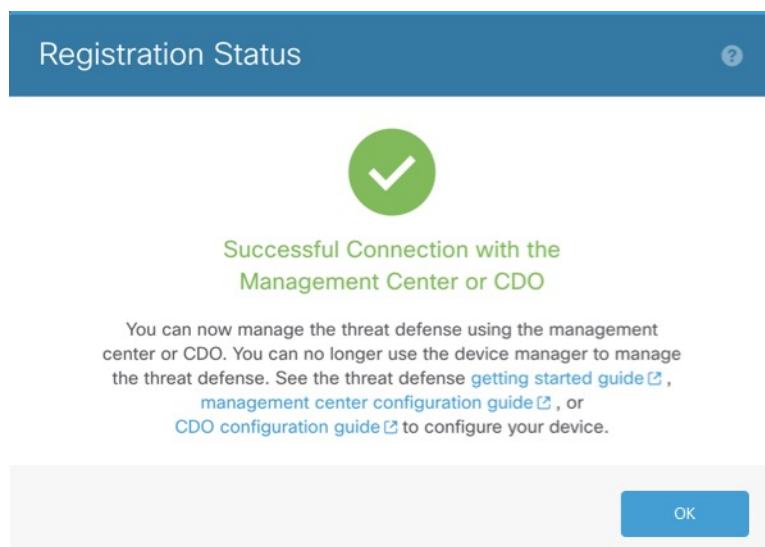 Registration Status
?
Successful Connection with the
Management Center or CDO
You can now manage the threat defense using the management
center or CDO. You can no longer use the device manager to manage
the threat defense. See the threat defense getting started guide ,
management center configuration guide , or
CDO configuration guide to configure your device.
OK